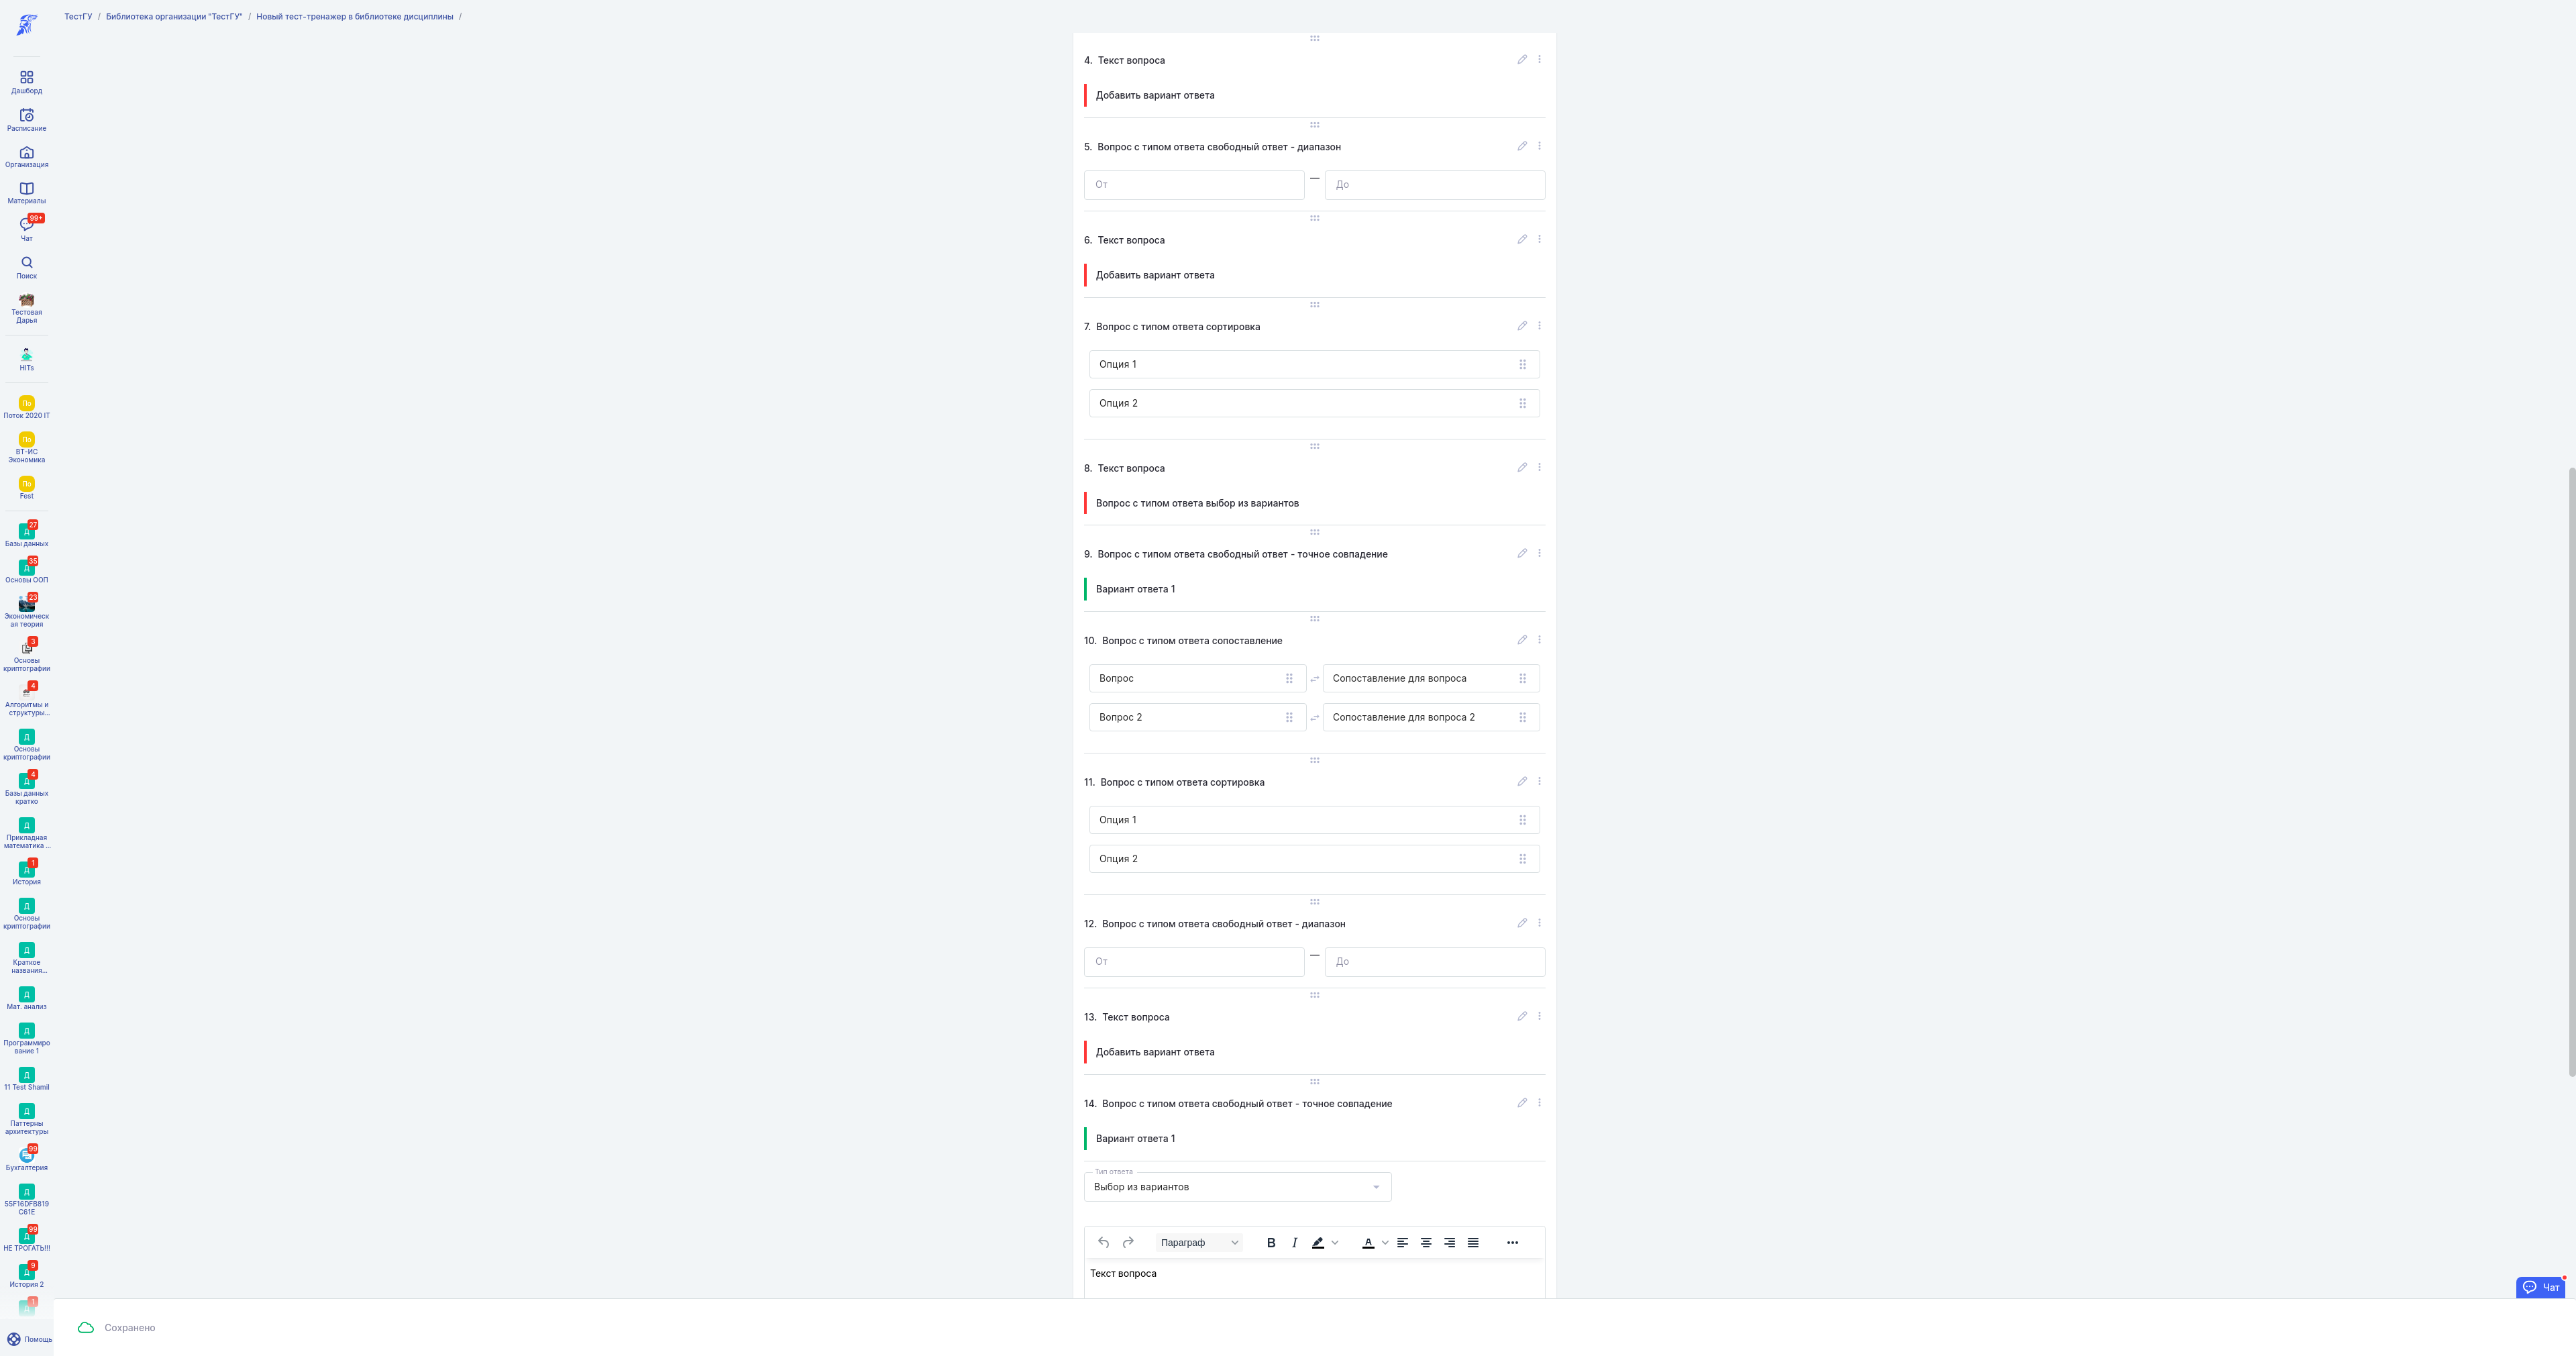 ТестГУ / Библиотека организации "ТестГУ" / Новый тест-тренажер в библиотеке дисциплины /
Дашборд
Расписание
Организация
Материалы
99+
Чат
Поиск
Тестовая
Дарья
HITs
По
Поток 2020 IT
По
ВТ-ИС
Экономика
По
Fest
27
Д
Базы данных
35
Д
Основы ООП
23
Экономическ
ая теория
3
Основы
криптографии
4
Алгоритмы и
структуры...
Д
Основы
криптографии
4
Д
Базы данных
кратко
Д
Прикладная
математика ...
1
Д
История
Д
Основы
криптографии
Д
Краткое
названия...
Д
Мат. анализ
Д
Программиро
вание 1
Д
11 Test Shamil
Д
Паттерны
архитектуры
99
Бухгалтерия
Д
55F16DFB819
C61E
99
Д
НЕ ТРОГАТЬ!!!
9
Д
История 2
1
Д
Помощь
4. Текст вопроса
Добавить вариант ответа
5. Вопрос с типом ответа свободный ответ - диапазон
От — До
6. Текст вопроса
Добавить вариант ответа
7. Вопрос с типом ответа сортировка
Опция 1
Опция 2
8. Текст вопроса
Вопрос с типом ответа выбор из вариантов
9. Вопрос с типом ответа свободный ответ - точное совпадение
Вариант ответа 1
10. Вопрос с типом ответа сопоставление
Вопрос Сопоставление для вопроса
Вопрос 2 Сопоставление для вопроса 2
11. Вопрос с типом ответа сортировка
Опция 1
Опция 2
12. Вопрос с типом ответа свободный ответ - диапазон
От — До
13. Текст вопроса
Добавить вариант ответа
14. Вопрос с типом ответа свободный ответ - точное совпадение
Вариант ответа 1
Тип ответа
Выбор из вариантов
Параграф B I A
Текст вопроса
Чат
Сохранено